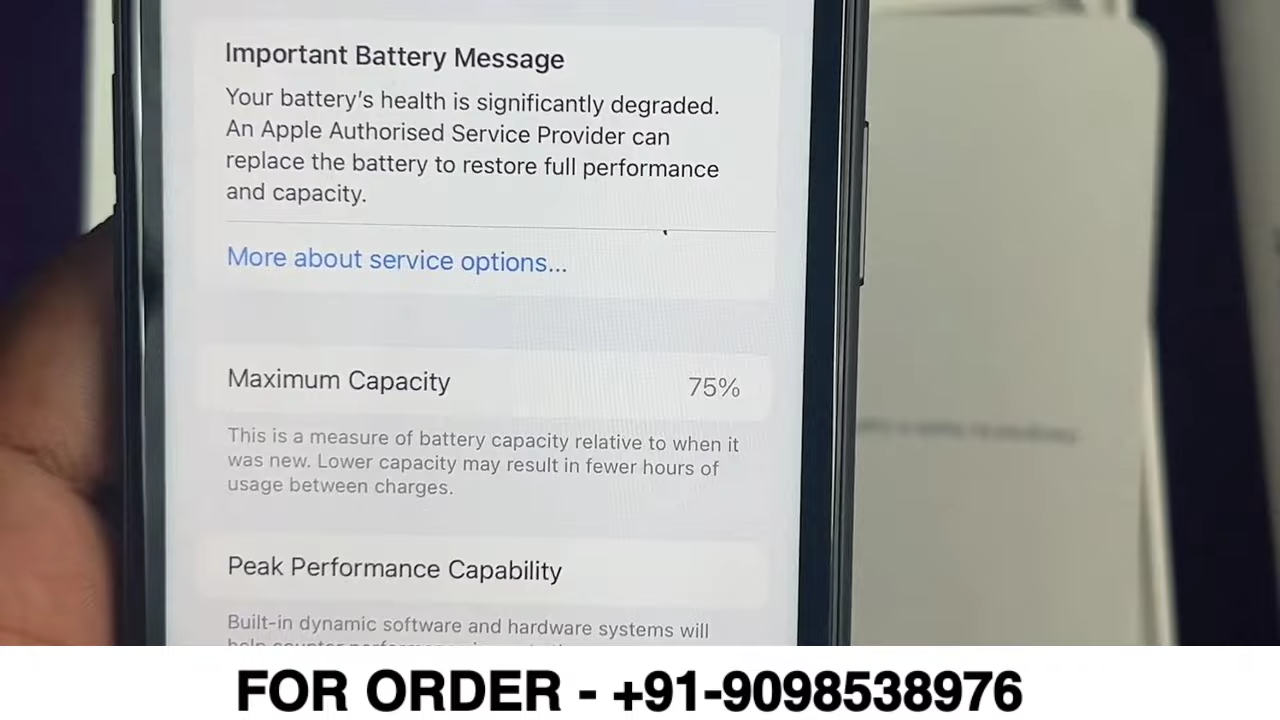 Important Battery Message
Your battery's health is significantly degraded.
An Apple Authorised Service Provider can
replace the battery to restore full performance
and capacity.
More about service options...
Maximum Capacity
75%
This is a measure of battery capacity relative to when it
was new. Lower capacity may result in fewer hours of
usage between charges.
Peak Performance Capability
Built-in dynamic software and hardware systems will
FOR ORDER - +91-9098538976